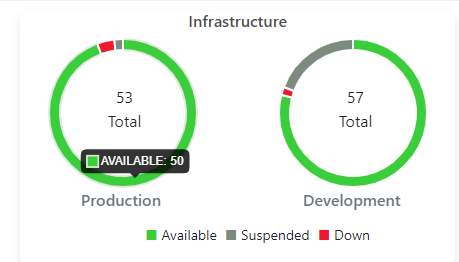 Infrastructure
53
Total
AVAILABLE: 50
Production
57
Total
Development
Available Suspended Down